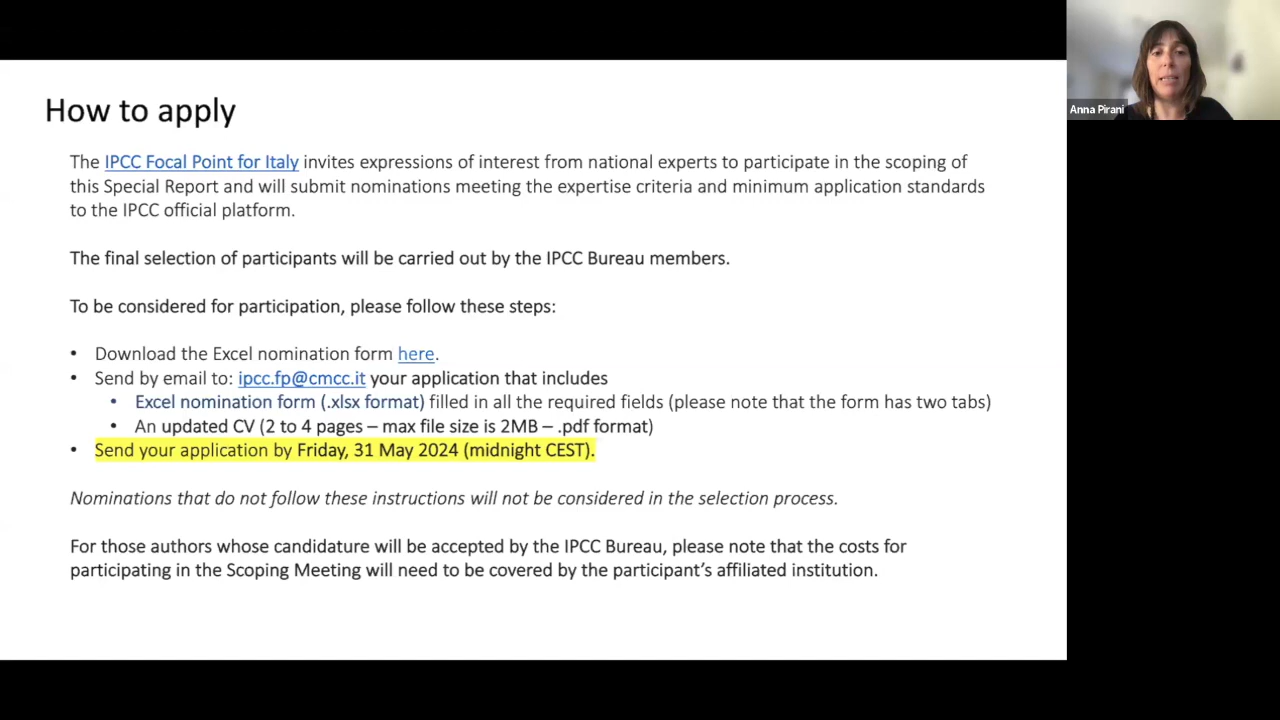 How to apply
Anna Pirani
The IPCC Focal Point for Italy invites expressions of interest from national experts to participate in the scoping of
this Special Report and will submit nominations meeting the expertise criteria and minimum application standards
to the IPCC official platform.
The final selection of participants will be carried out by the IPCC Bureau members.
To be considered for participation, please follow these steps:
• Download the Excel nomination form here.
• Send by email to: ipcc.fp@cmcc.it your application that includes
• Excel nomination form (.xlsx format) filled in all the required fields (please note that the form has two tabs)
• An updated CV (2 to 4 pages – max file size is 2MB – .pdf format)
• Send your application by Friday, 31 May 2024 (midnight CEST).
Nominations that do not follow these instructions will not be considered in the selection process.
For those authors whose candidature will be accepted by the IPCC Bureau, please note that the costs for
participating in the Scoping Meeting will need to be covered by the participant’s affiliated institution.